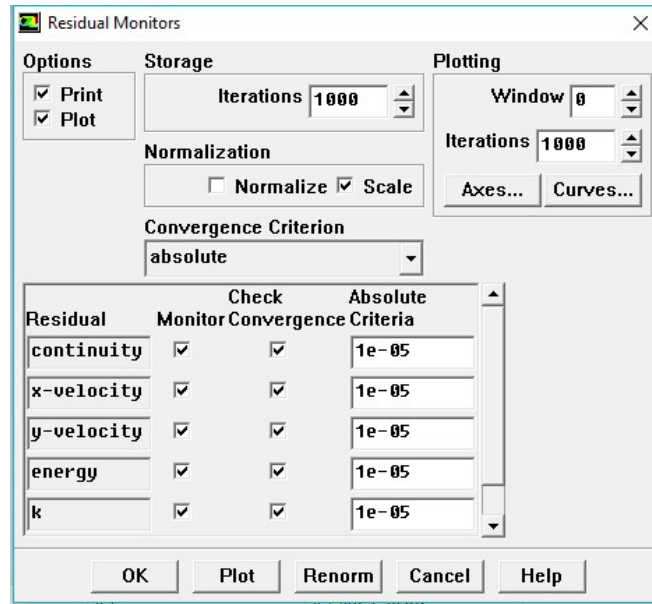 Residual Monitors
Options
Print
Plot
Storage
Iterations 1000
Normalization
Normalize Scale
Convergence Criterion
absolute
Plotting
Window 0
Iterations 1000
Axes... Curves...
Residual Monitor Check Convergence Absolute Criteria
continuity 1e-05
x-velocity 1e-05
y-velocity 1e-05
energy 1e-05
k 1e-05
OK Plot Renorm Cancel Help